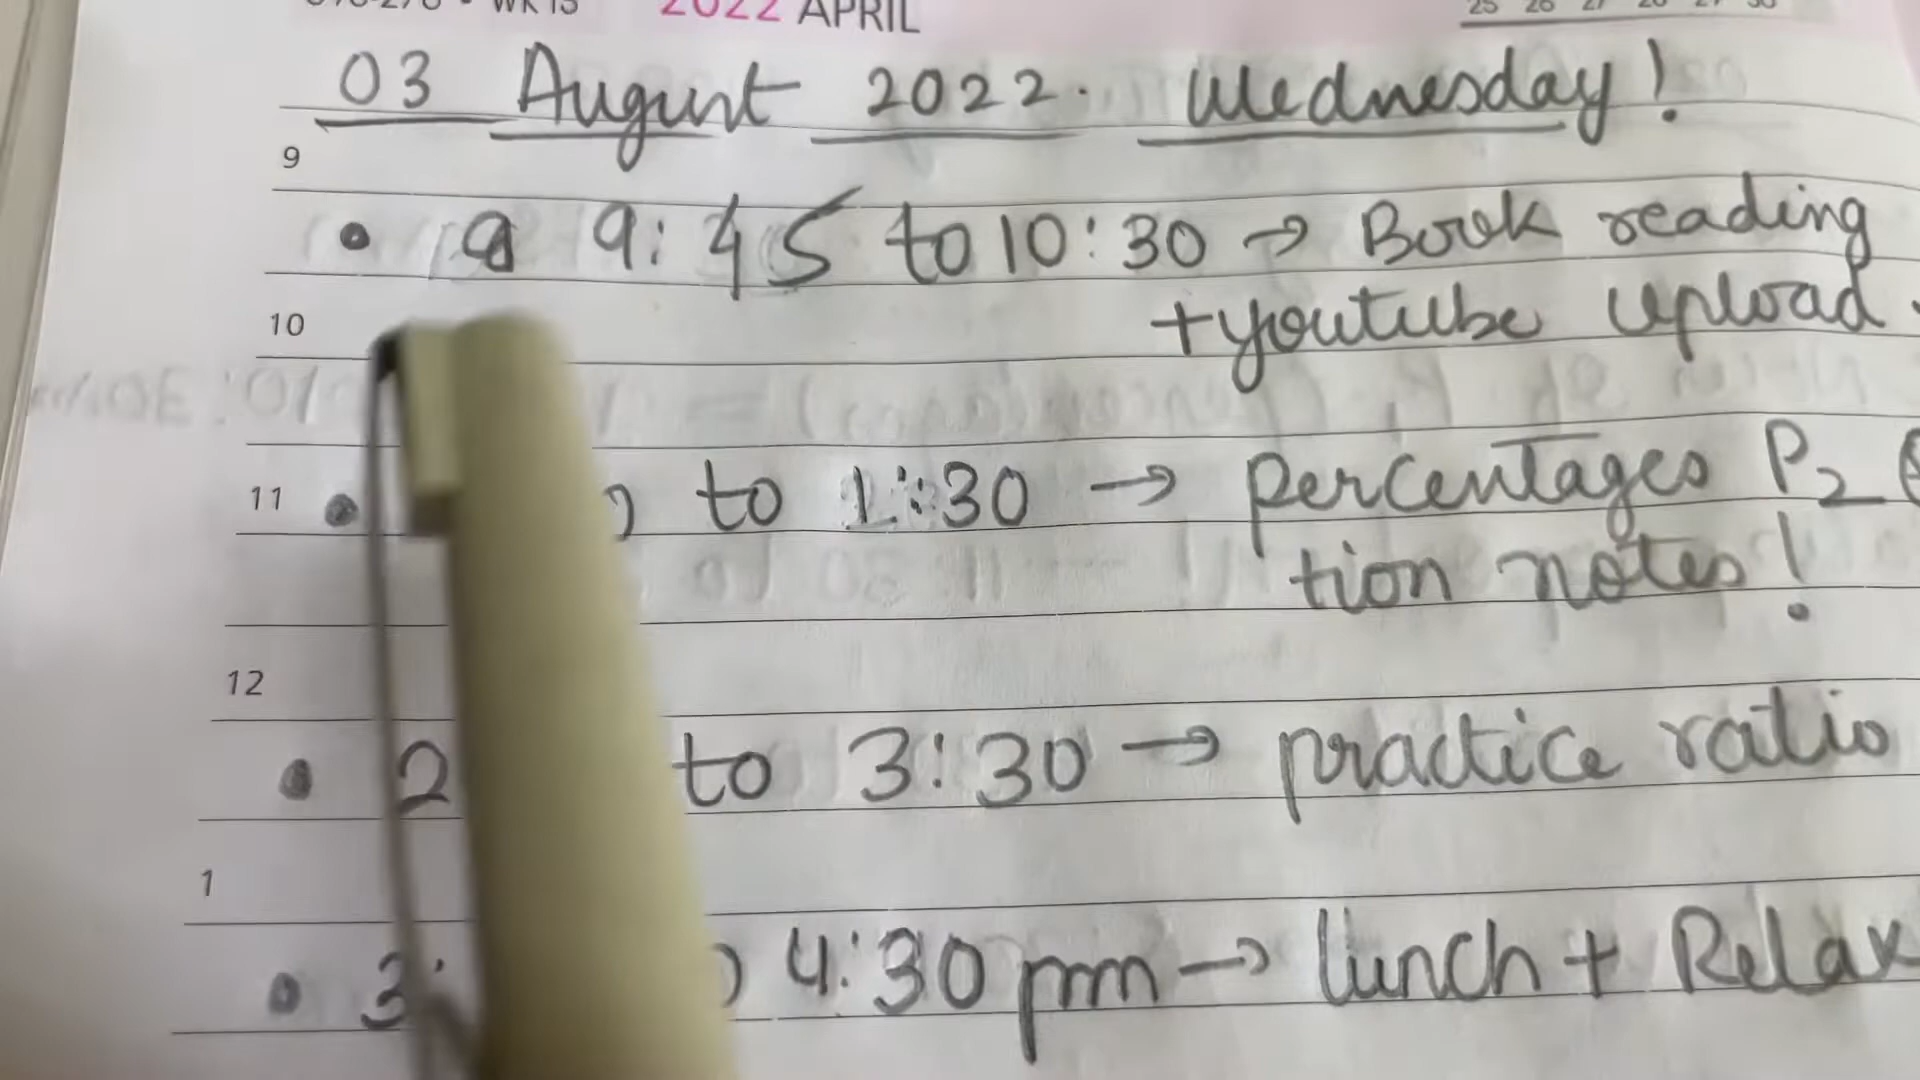 2022 APRIL
03 August 2022. Wednesday!
9
• 9:45 to 10:30 → Book reading
10
+youtube upload.
11 • to 1:30 → percentages P2
tion notes!
12
• 2 to 3:30 → practice ratio
1
• 3: 4:30 pm → lunch + Relax